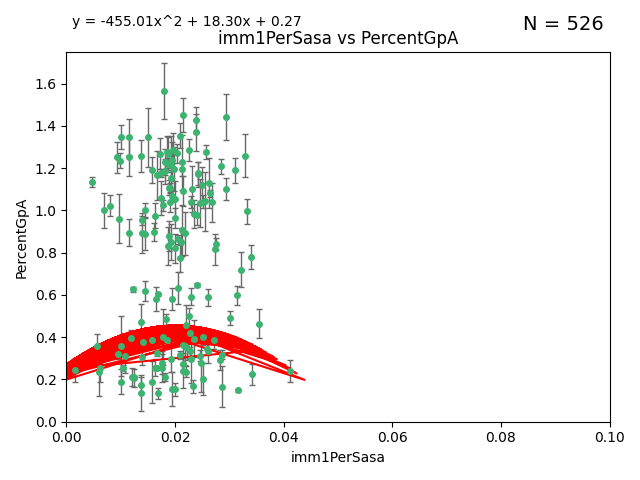 y = -455.01x^2 + 18.30x + 0.27
N = 526
imm1PerSasa vs PercentGpA
PercentGpA
1.6
1.4
1.2
1.0
0.8
0.6
0.4
0.2
0.0
0.00 0.02 0.04 0.06 0.08 0.10
imm1PerSasa